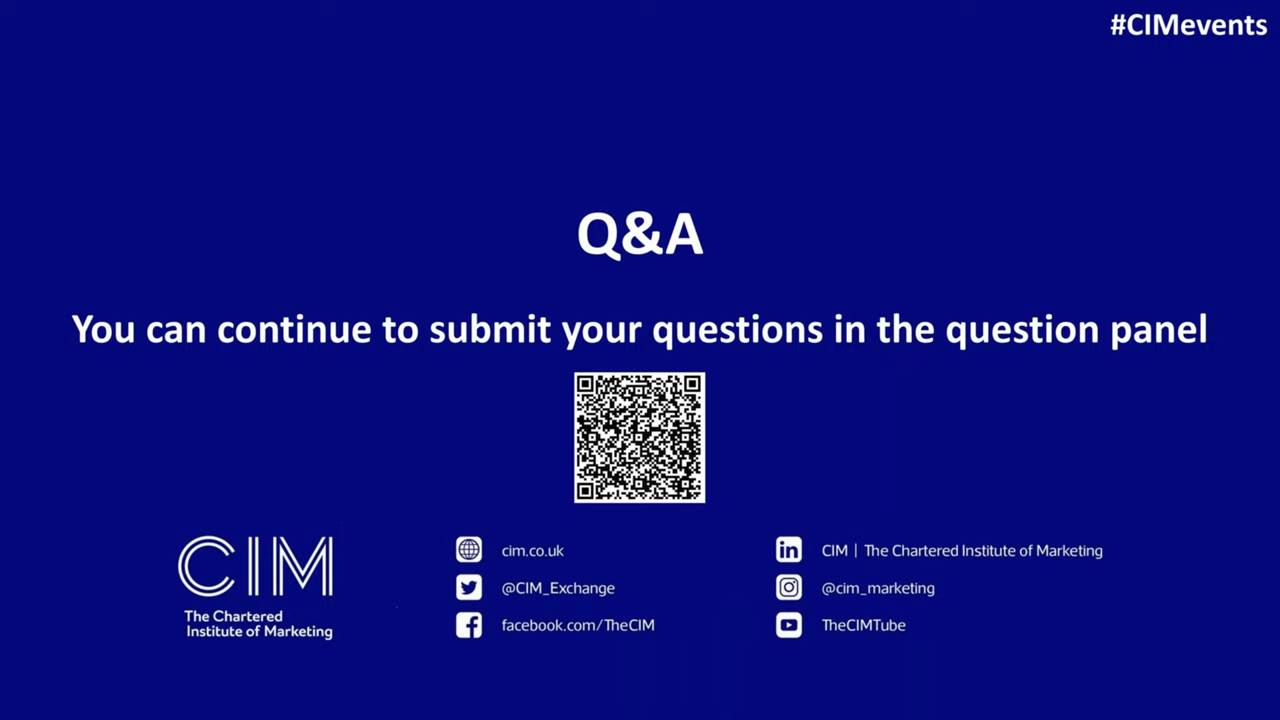 #CIMevents
Q&A
You can continue to submit your questions in the question panel
CIM
The Chartered
Institute of Marketing
cim.co.uk
@CIM_Exchange
facebook.com/TheCIM
CIM | The Chartered Institute of Marketing
@cim_marketing
TheCIMTube